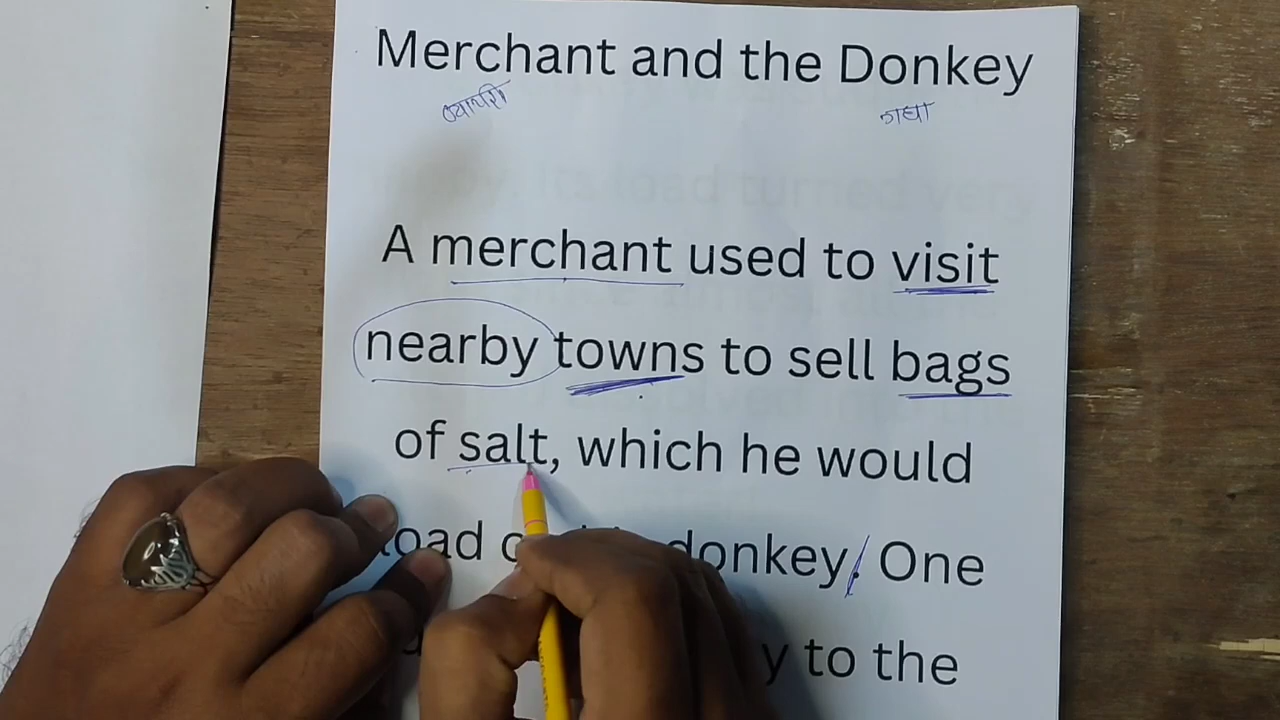 Merchant and the Donkey
व्यापारी गधा
A merchant used to visit
nearby towns to sell bags
of salt, which he would
load donkey. One
y to the